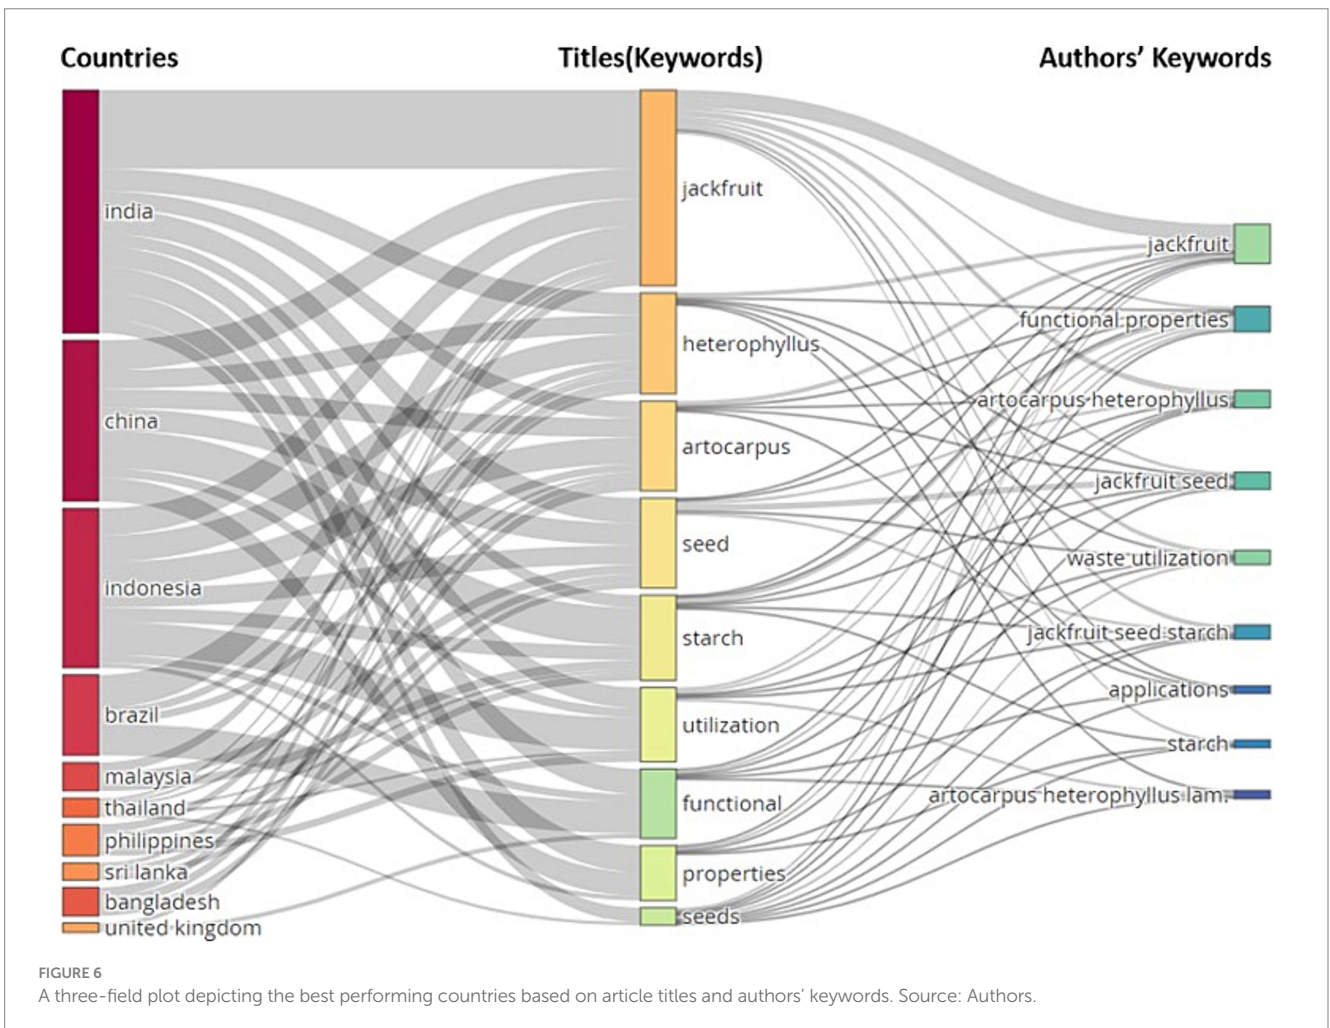 Countries
Titles(Keywords)
Authors' Keywords
india
china
indonesia
brazil
malaysia
thailand
philippines
sri lanka
bangladesh
united kingdom
jackfruit
heterophyllus
artocarpus
seed
starch
utilization
functional
properties
seeds
jackfruit
functional properties
artocarpus heterophyllus
jackfruit seed
waste utilization
jackfruit seed starch
applications
starch
artocarpus heterophyllus lam.
FIGURE 6
A three-field plot depicting the best performing countries based on article titles and authors' keywords. Source: Authors.